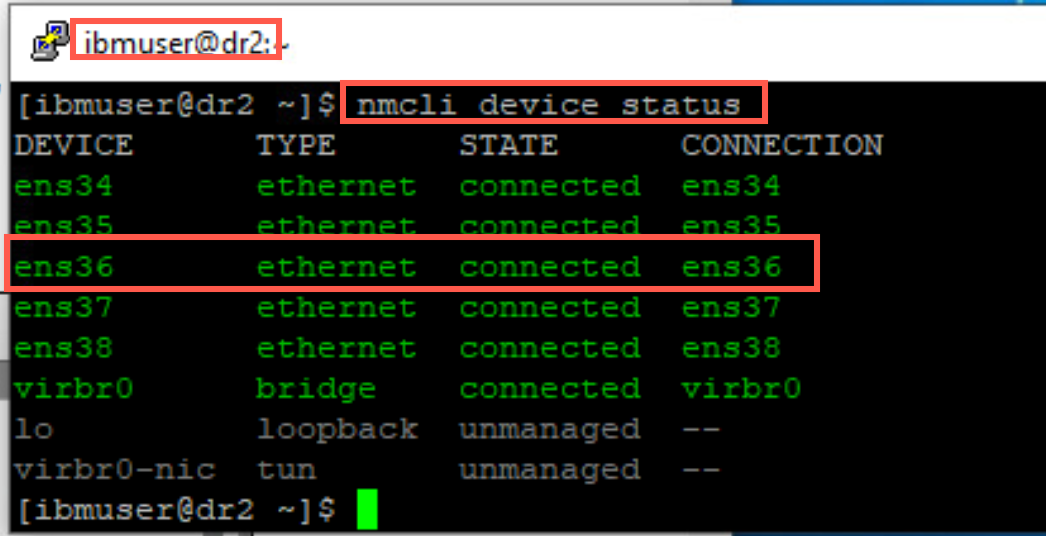 ibmuser@dr2:~
[ibmuser@dr2 ~]$ nmcli device status
DEVICE TYPE STATE CONNECTION
ens34 ethernet connected ens34
ens35 ethernet connected ens35
ens36 ethernet connected ens36
ens37 ethernet connected ens37
ens38 ethernet connected ens38
virbr0 bridge connected virbr0
lo loopback unmanaged --
virbr0-nic tun unmanaged --
[ibmuser@dr2 ~]$